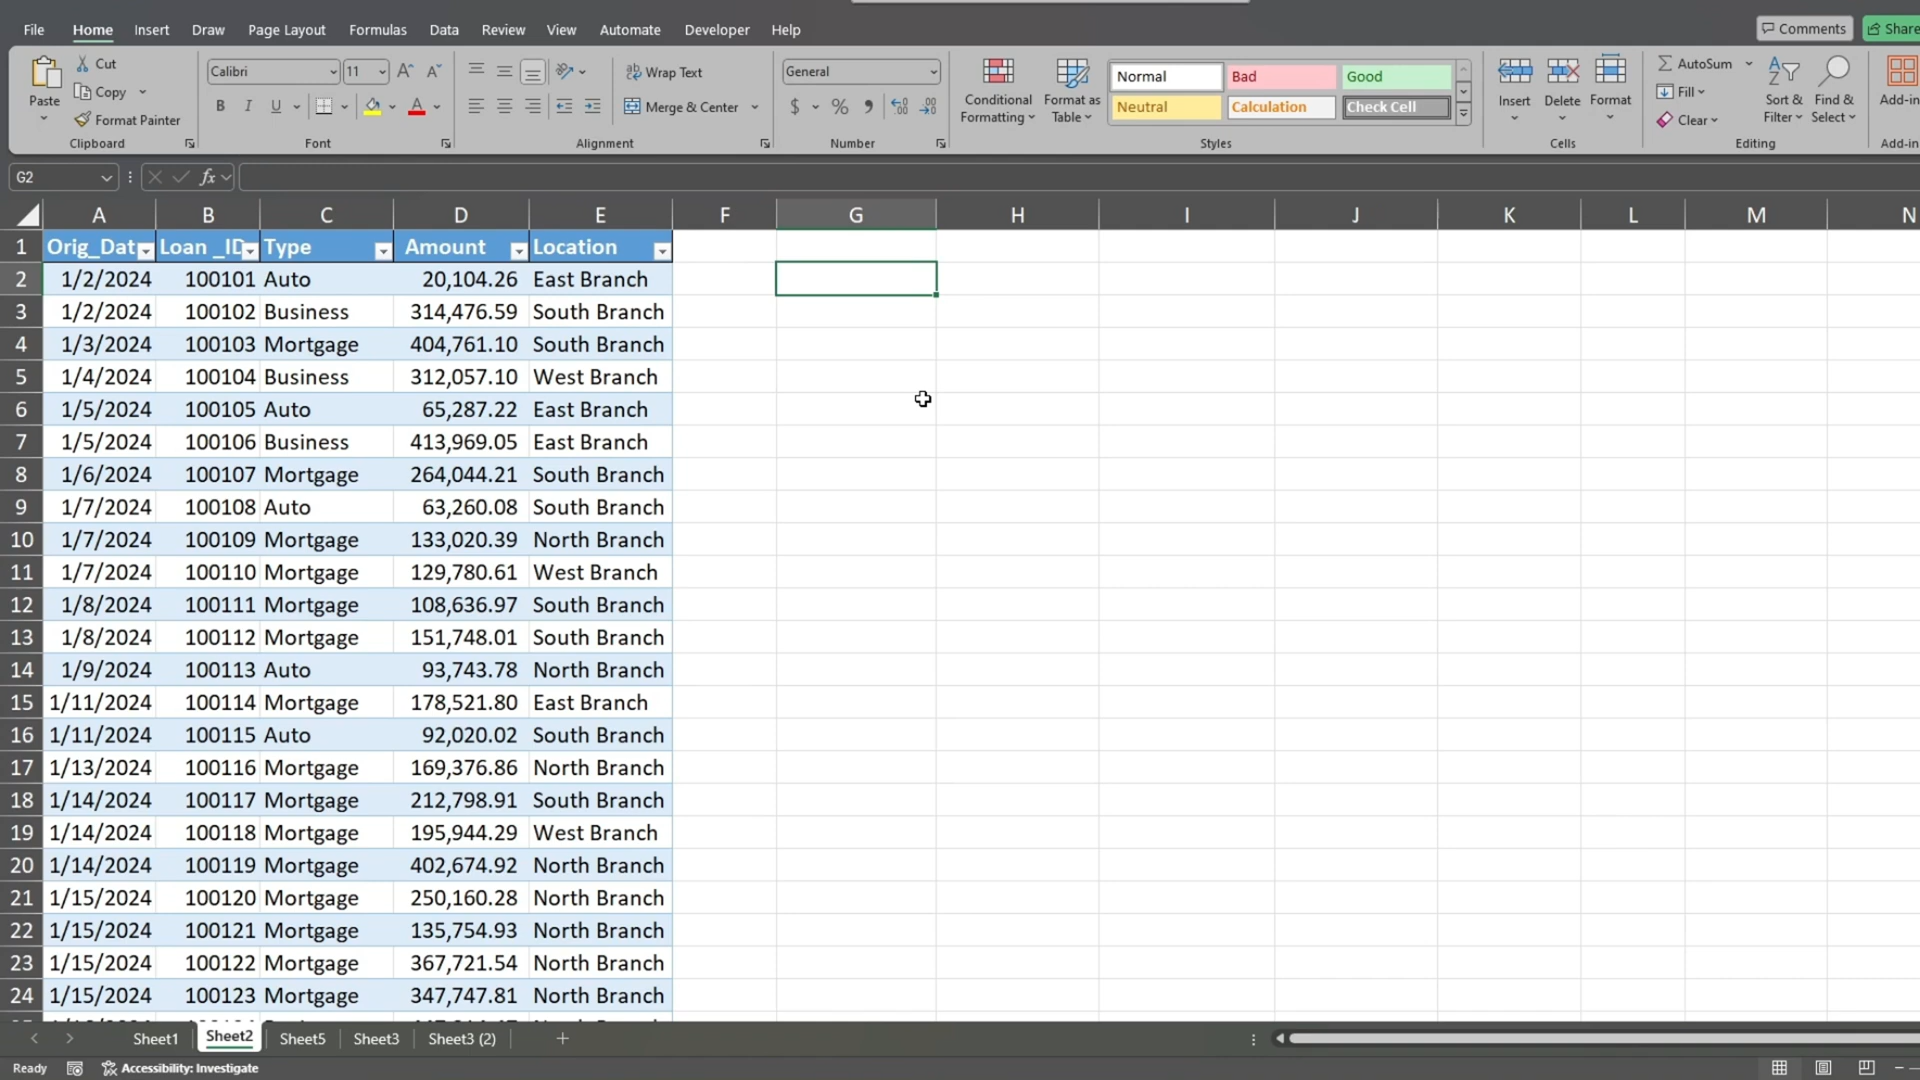 File Home Insert Draw Page Layout Formulas Data Review View Automate Developer Help Comments Share
Paste Cut Copy Format Painter Clipboard
Calibri 11 B I U A Font
Wrap Text Merge & Center Alignment
General $ % Number
Conditional Formatting Format as Table Normal Bad Good Neutral Calculation Check Cell Styles
Insert Delete Format Cells
AutoSum Fill Clear Sort & Filter Find & Select Editing
Add-in Add-in
G2 fx
A B C D E F G H I J K L M N
1 Orig_Dat Loan _ID Type Amount Location
2 1/2/2024 100101 Auto 20,104.26 East Branch
3 1/2/2024 100102 Business 314,476.59 South Branch
4 1/3/2024 100103 Mortgage 404,761.10 South Branch
5 1/4/2024 100104 Business 312,057.10 West Branch
6 1/5/2024 100105 Auto 65,287.22 East Branch
7 1/5/2024 100106 Business 413,969.05 East Branch
8 1/6/2024 100107 Mortgage 264,044.21 South Branch
9 1/7/2024 100108 Auto 63,260.08 South Branch
10 1/7/2024 100109 Mortgage 133,020.39 North Branch
11 1/7/2024 100110 Mortgage 129,780.61 West Branch
12 1/8/2024 100111 Mortgage 108,636.97 South Branch
13 1/8/2024 100112 Mortgage 151,748.01 South Branch
14 1/9/2024 100113 Auto 93,743.78 North Branch
15 1/11/2024 100114 Mortgage 178,521.80 East Branch
16 1/11/2024 100115 Auto 92,020.02 South Branch
17 1/13/2024 100116 Mortgage 169,376.86 North Branch
18 1/14/2024 100117 Mortgage 212,798.91 South Branch
19 1/14/2024 100118 Mortgage 195,944.29 West Branch
20 1/14/2024 100119 Mortgage 402,674.92 North Branch
21 1/15/2024 100120 Mortgage 250,160.28 North Branch
22 1/15/2024 100121 Mortgage 135,754.93 North Branch
23 1/15/2024 100122 Mortgage 367,721.54 North Branch
24 1/15/2024 100123 Mortgage 347,747.81 North Branch
Sheet1 Sheet2 Sheet5 Sheet3 Sheet3 (2)
Ready Accessibility: Investigate